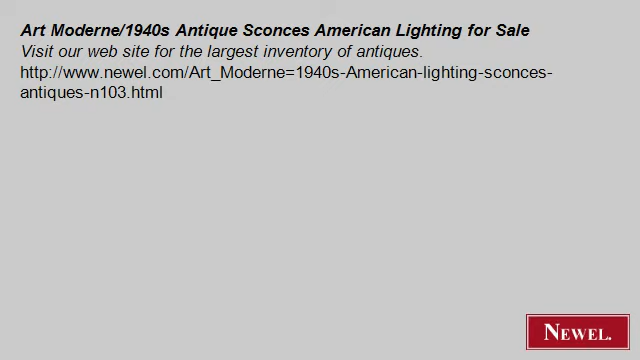 Art Moderne/1940s Antique Sconces American Lighting for Sale
Visit our web site for the largest inventory of antiques.
http://www.newel.com/Art_Moderne=1940s-American-lighting-sconces-
antiques-n103.html
NEWEL.